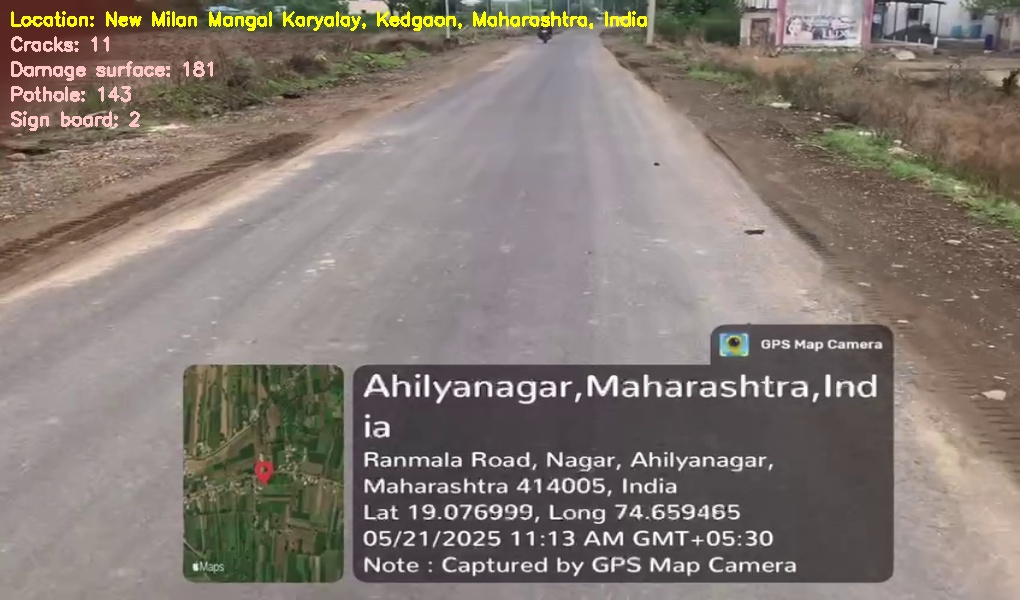 Location: New Milan Mangal Karyalay, Kedgaon, Maharashtra, India
Cracks: 11
Damage surface: 181
Pothole: 143
Sign board: 2
GPS Map Camera
Ahilyanagar,Maharashtra,Ind
ia
Ranmala Road, Nagar, Ahilyanagar,
Maharashtra 414005, India
Lat 19.076999, Long 74.659465
05/21/2025 11:13 AM GMT+05:30
Note : Captured by GPS Map Camera
Maps